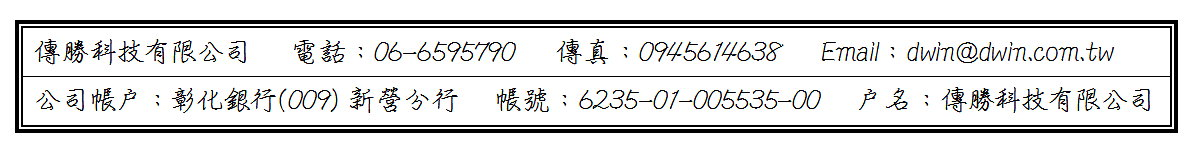 傳勝科技有限公司 電話：06-6595790 傳真：0945614638 Email：dwin@dwin.com.tw
公司帳户：彰化銀行(009) 新營分行 帳號：6235-01-005535-00 户名：傳勝科技有限公司